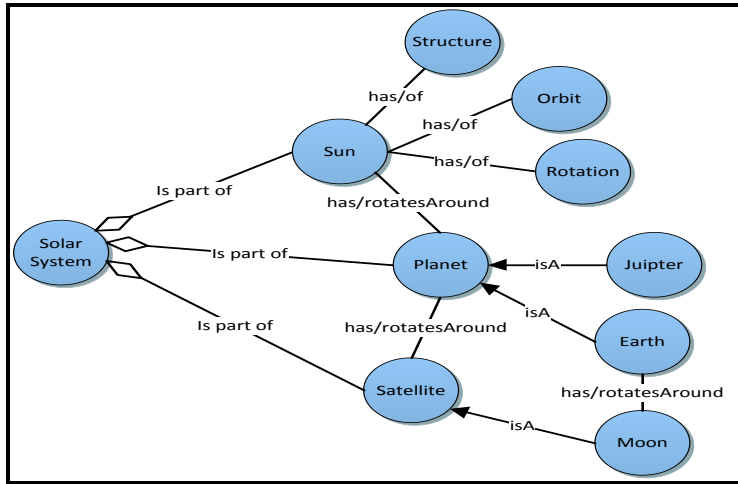 Structure
has/of
Orbit
has/of
Sun
has/of
Rotation
Is part of
has/rotatesAround
Solar
System
Is part of
Planet
isA
Juipter
isA
Is part of
has/rotatesAround
Earth
Satellite
has/rotatesAround
isA
Moon